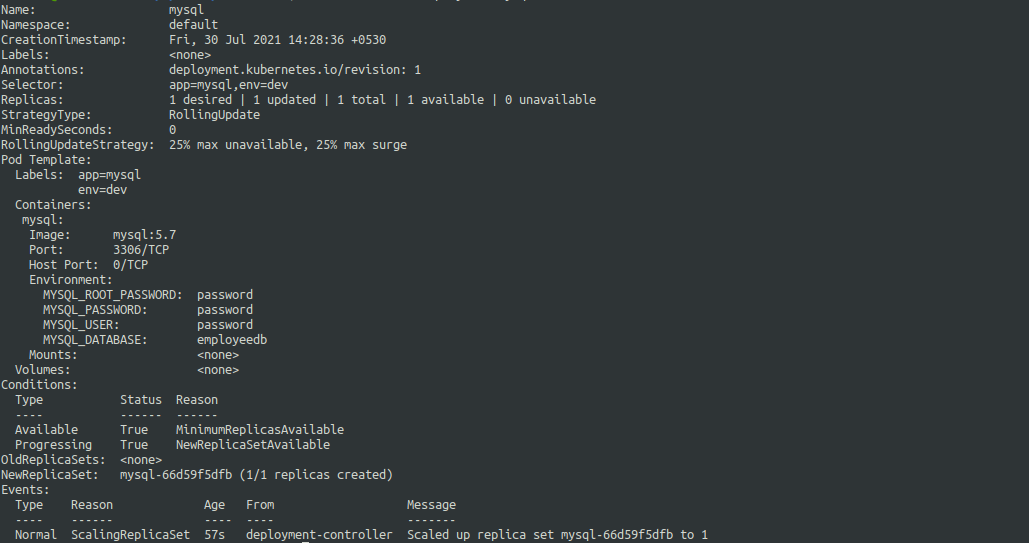 Name:                   mysql
Namespace:              default
CreationTimestamp:      Fri, 30 Jul 2021 14:28:36 +0530
Labels:                 <none>
Annotations:            deployment.kubernetes.io/revision: 1
Selector:               app=mysql,env=dev
Replicas:               1 desired | 1 updated | 1 total | 1 available | 0 unavailable
StrategyType:           RollingUpdate
MinReadySeconds:        0
RollingUpdateStrategy:  25% max unavailable, 25% max surge
Pod Template:
  Labels:  app=mysql
           env=dev
  Containers:
   mysql:
    Image:      mysql:5.7
    Port:       3306/TCP
    Host Port:  0/TCP
    Environment:
      MYSQL_ROOT_PASSWORD:  password
      MYSQL_PASSWORD:       password
      MYSQL_USER:           password
      MYSQL_DATABASE:       employeedb
    Mounts:                 <none>
  Volumes:                  <none>
Conditions:
  Type           Status  Reason
  ----           ------  ------
  Available      True    MinimumReplicasAvailable
  Progressing    True    NewReplicaSetAvailable
OldReplicaSets:  <none>
NewReplicaSet:   mysql-66d59f5dfb (1/1 replicas created)
Events:
  Type    Reason             Age   From                   Message
  ----    ------             ----  ----                   -------
  Normal  ScalingReplicaSet  57s   deployment-controller  Scaled up replica set mysql-66d59f5dfb to 1